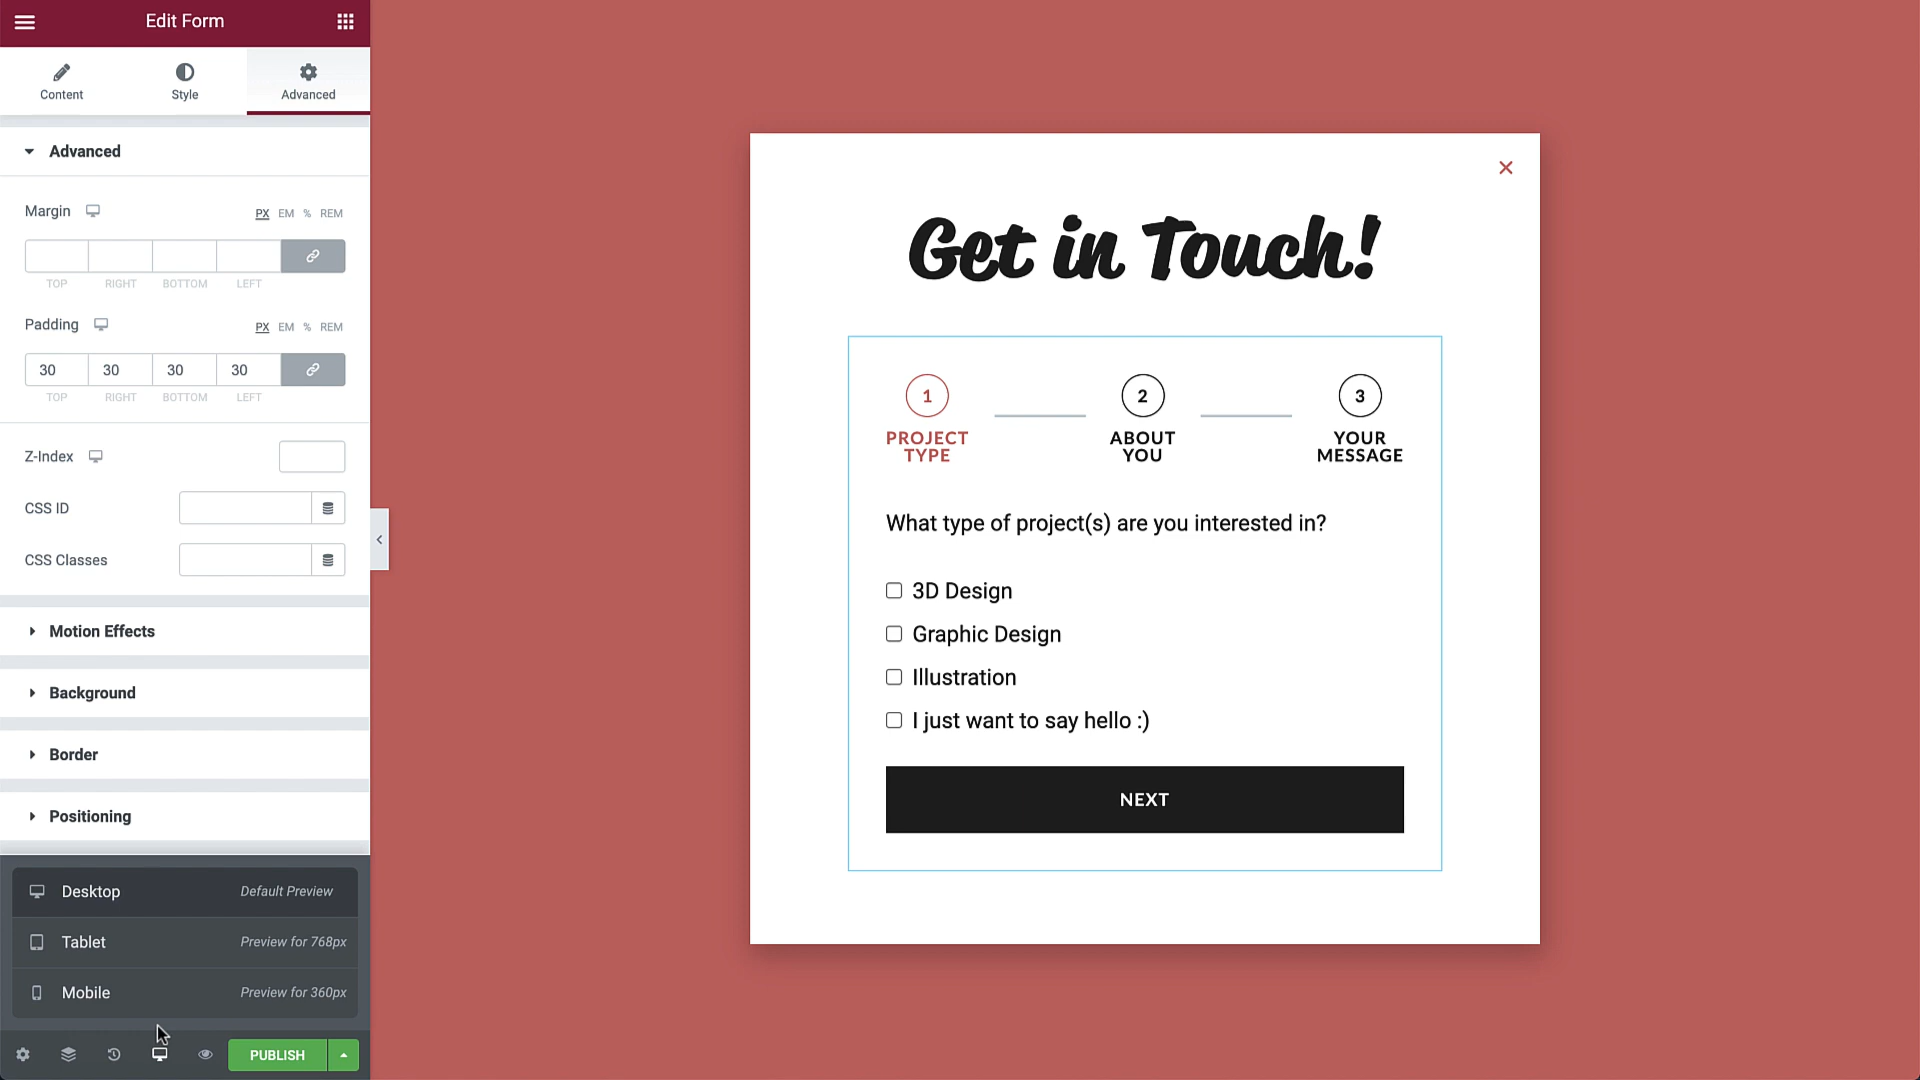 Edit Form
Content
Style
Advanced
Advanced
Margin
PX EM % REM
TOP RIGHT BOTTOM LEFT
Padding
PX EM % REM
30 30 30 30
TOP RIGHT BOTTOM LEFT
Z-Index
CSS ID
CSS Classes
Motion Effects
Background
Border
Positioning
Desktop Default Preview
Tablet Preview for 768px
Mobile Preview for 360px
PUBLISH
Get in Touch!
1 2 3
PROJECT
TYPE
ABOUT
YOU
YOUR
MESSAGE
What type of project(s) are you interested in?
3D Design
Graphic Design
Illustration
I just want to say hello :)
NEXT